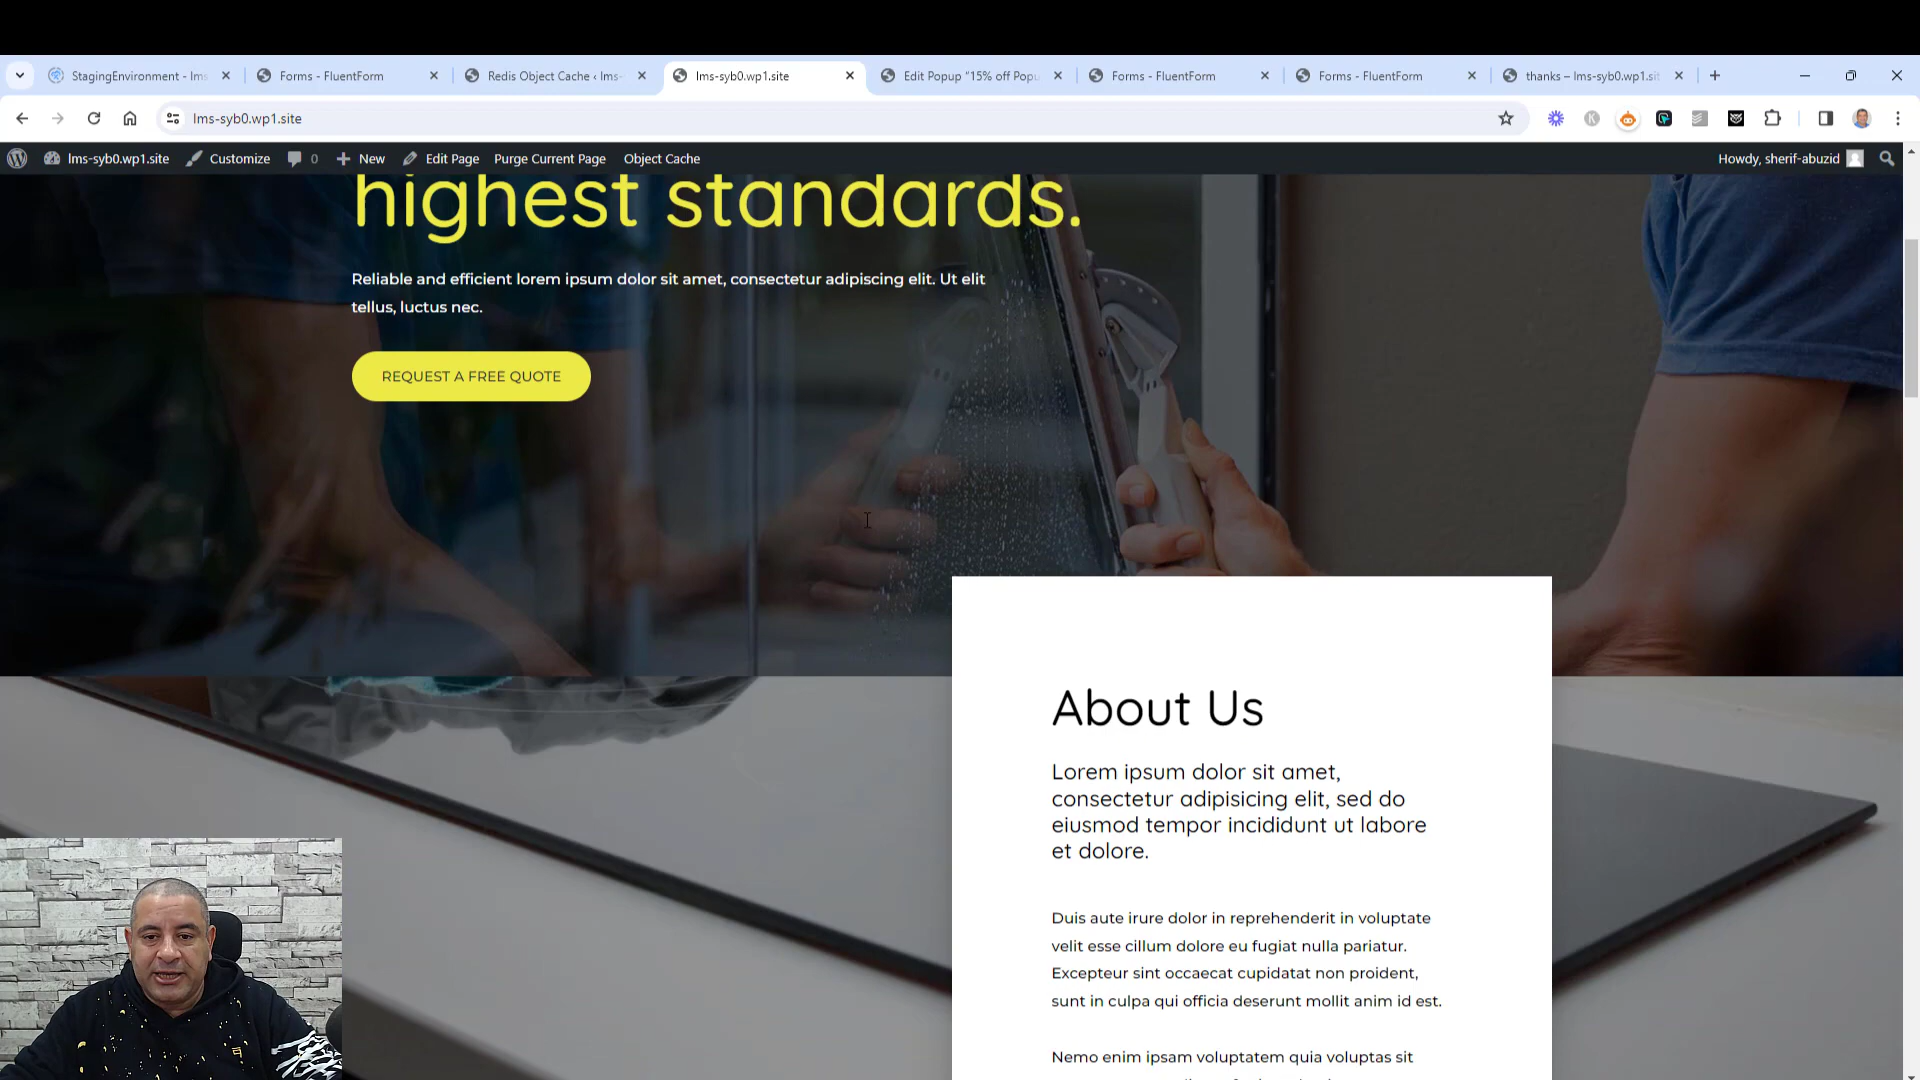 StagingEnvironment - lms-
Forms - FluentForm
Redis Object Cache ‹ lms-
lms-syb0.wp1.site
Edit Popup “15% off Popu
Forms - FluentForm
Forms - FluentForm
thanks – lms-syb0.wp1.sit
lms-syb0.wp1.site
lms-syb0.wp1.site
Customize
0
New
Edit Page
Purge Current Page
Object Cache
Howdy, sherif-abuzid
highest standards.
Reliable and efficient lorem ipsum dolor sit amet, consectetur adipiscing elit. Ut elit
tellus, luctus nec.
REQUEST A FREE QUOTE
About Us
Lorem ipsum dolor sit amet,
consectetur adipisicing elit, sed do
eiusmod tempor incididunt ut labore
et dolore.
Duis aute irure dolor in reprehenderit in voluptate
velit esse cillum dolore eu fugiat nulla pariatur.
Excepteur sint occaecat cupidatat non proident,
sunt in culpa qui officia deserunt mollit anim id est.
Nemo enim ipsam voluptatem quia voluptas sit